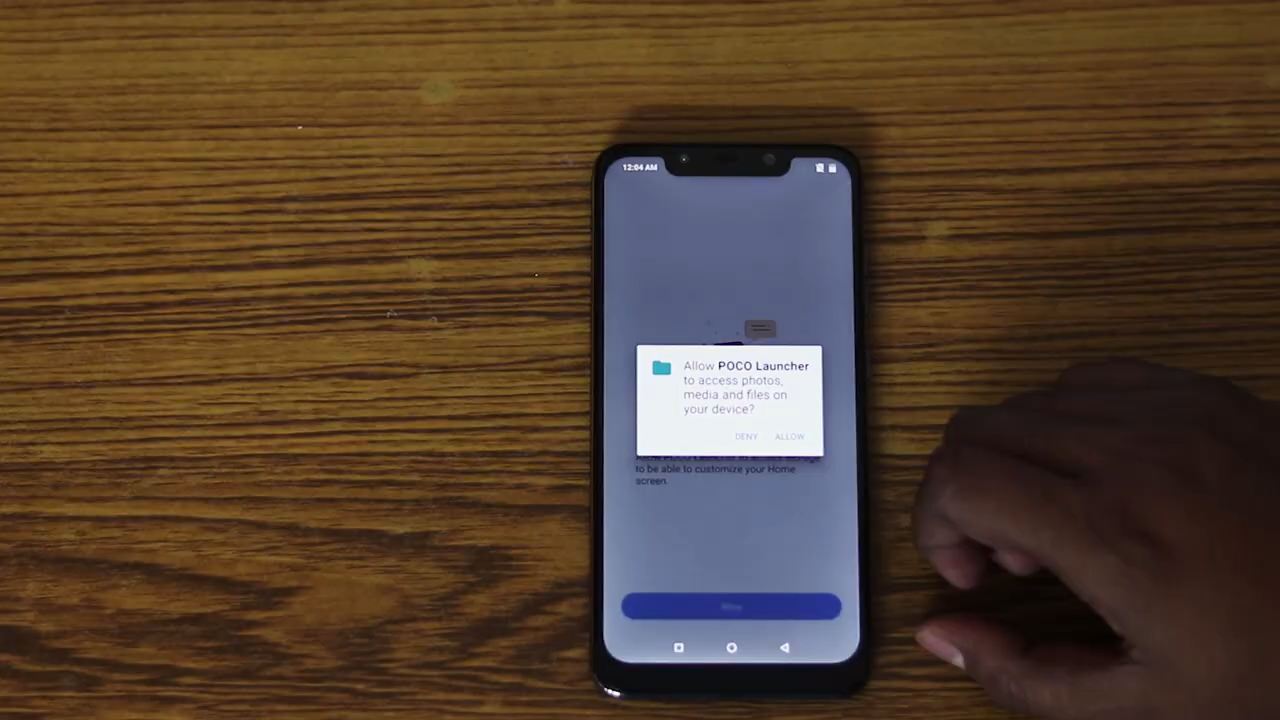 12:04 AM
Allow POCO Launcher
to access photos,
media and files on
your device?
DENY ALLOW
to be able to customize your Home
screen.
Allow